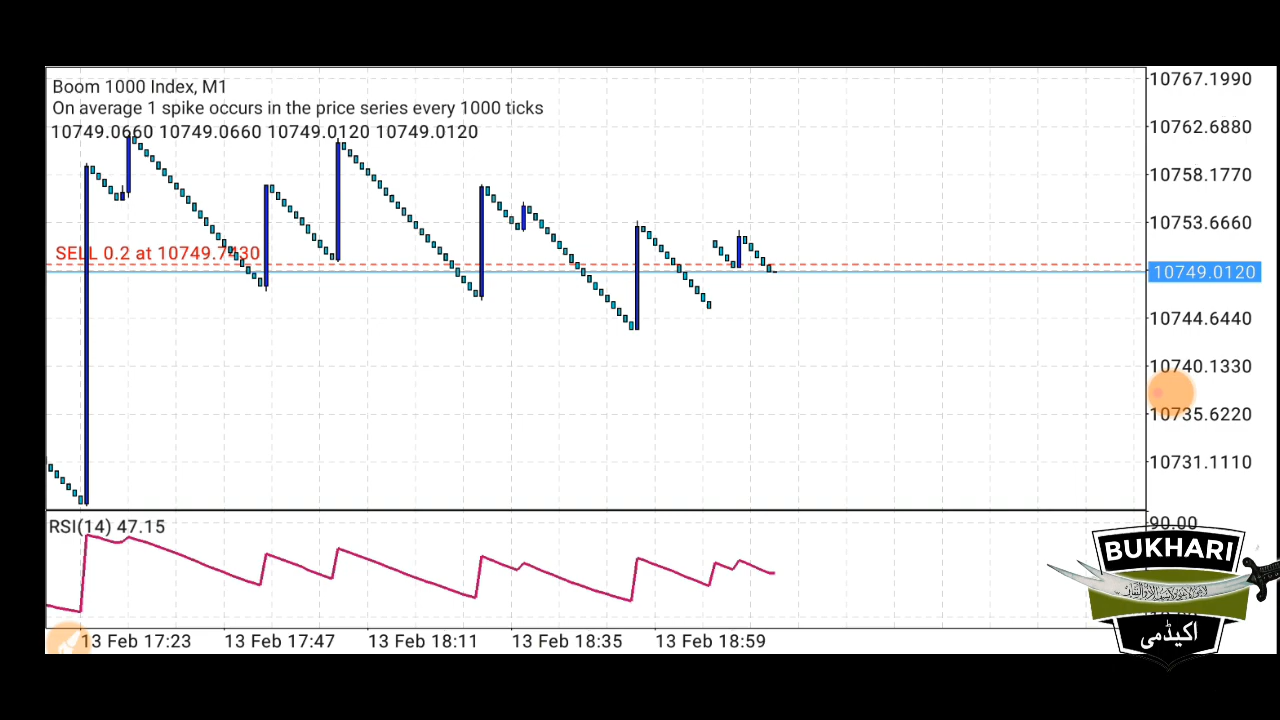 Boom 1000 Index, M1
On average 1 spike occurs in the price series every 1000 ticks
10749.0660 10749.0660 10749.0120 10749.0120
SELL 0.2 at 10749.7430
10767.1990
10762.6880
10758.1770
10753.6660
10749.0120
10744.6440
10740.1330
10735.6220
10731.1110
RSI(14) 47.15
90.00
BUKHARI
اکیڈمی
13 Feb 17:23
13 Feb 17:47
13 Feb 18:11
13 Feb 18:35
13 Feb 18:59